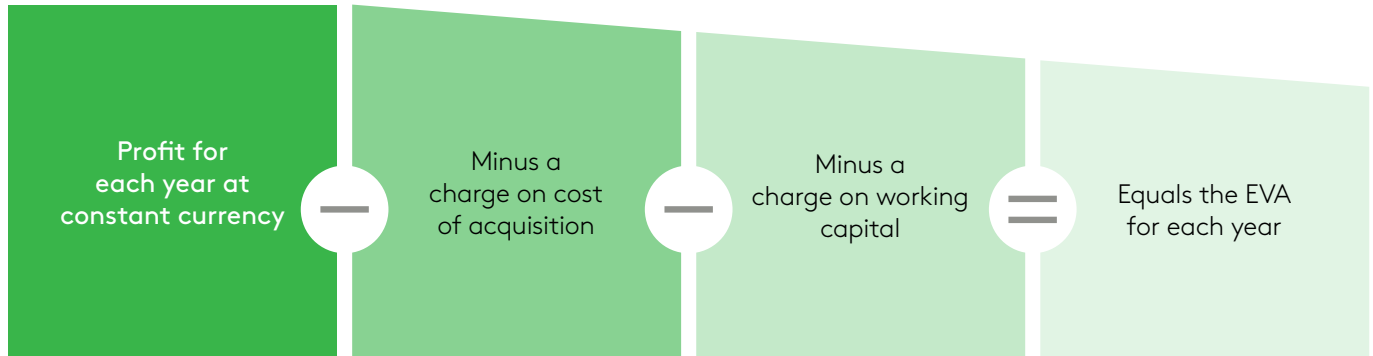 Profit for
each year at
constant currency
Minus a
charge on cost
of acquisition
Minus a
charge on working
capital
Equals the EVA
for each year